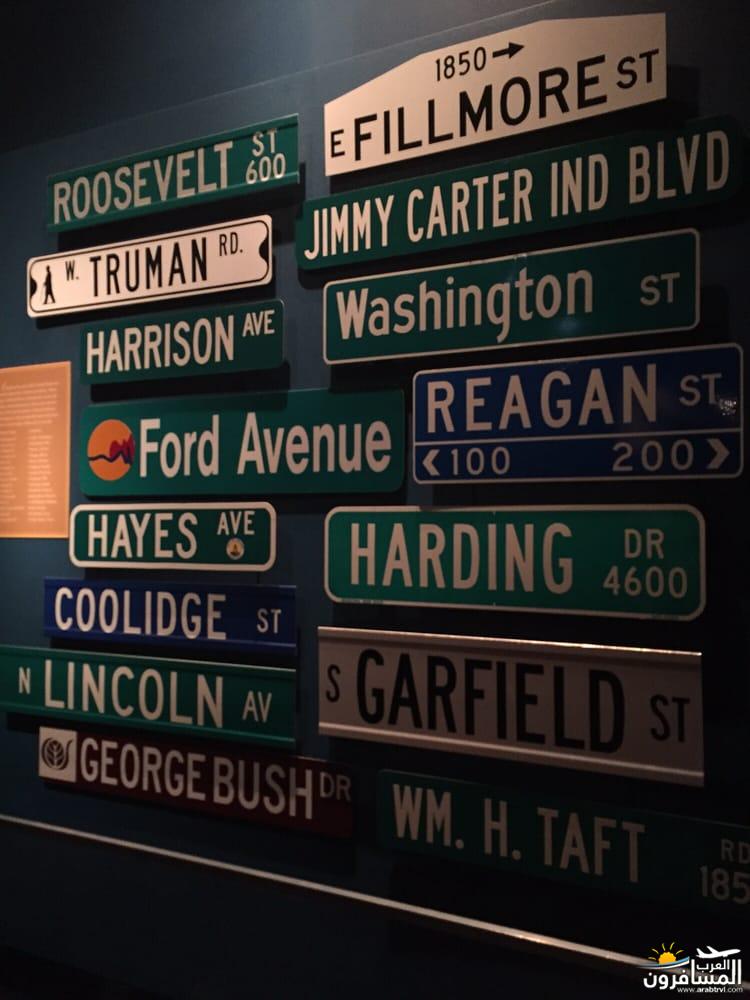 1850→
E FILLMORE ST
ROOSEVELT ST 600
JIMMY CARTER IND BLVD
W. TRUMAN RD.
Washington ST
HARRISON AVE
REAGAN ST
<100 200>
Ford Avenue
HAYES AVE
HARDING DR 4600
COOLIDGE ST
S GARFIELD ST
N LINCOLN AV
GEORGE BUSH DR
WM. H. TAFT RD 185
العرب
المسافرون
www.arabtrvl.com